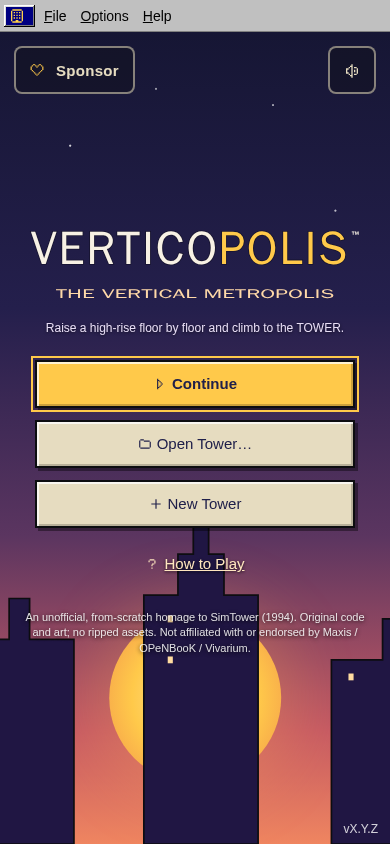 File Options Help
Sponsor
VERTICOPOLIS™
THE VERTICAL METROPOLIS
Raise a high-rise floor by floor and climb to the TOWER.
Continue
Open Tower…
New Tower
? How to Play
An unofficial, from-scratch homage to SimTower (1994). Original code
and art; no ripped assets. Not affiliated with or endorsed by Maxis /
OPeNBooK / Vivarium.
vX.Y.Z